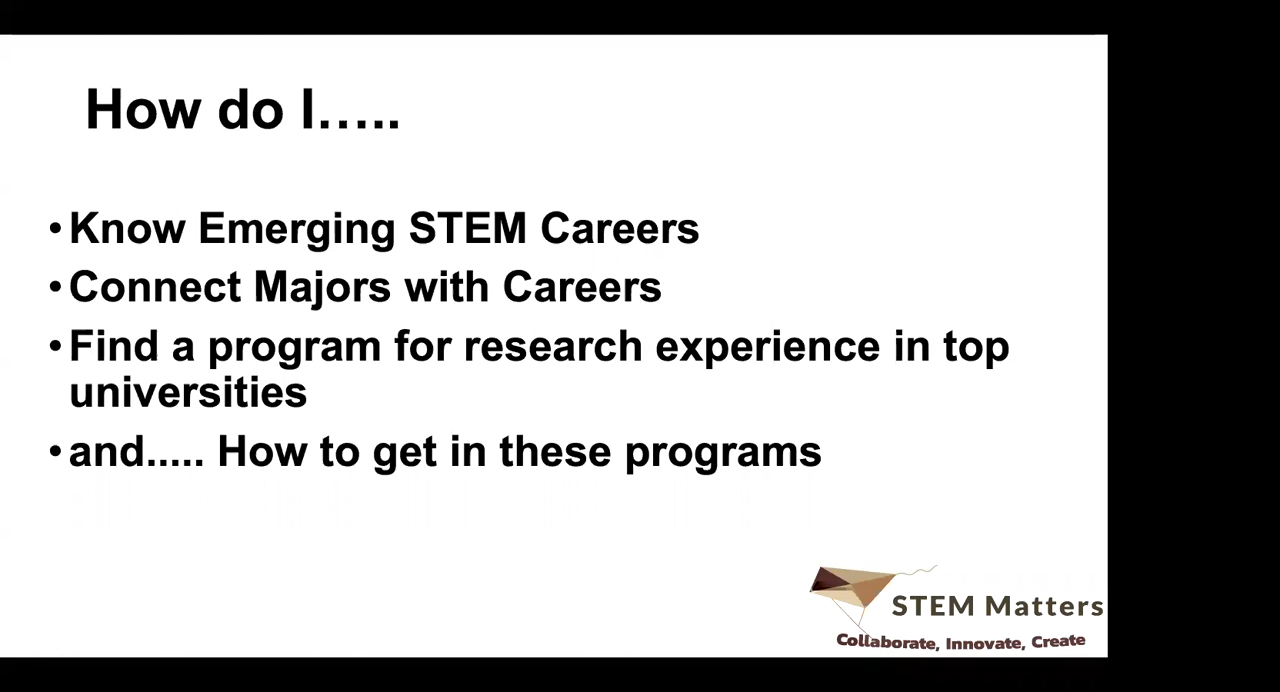 How do I.....
• Know Emerging STEM Careers
• Connect Majors with Careers
• Find a program for research experience in top
universities
• and..... How to get in these programs
STEM Matters
Collaborate, Innovate, Create